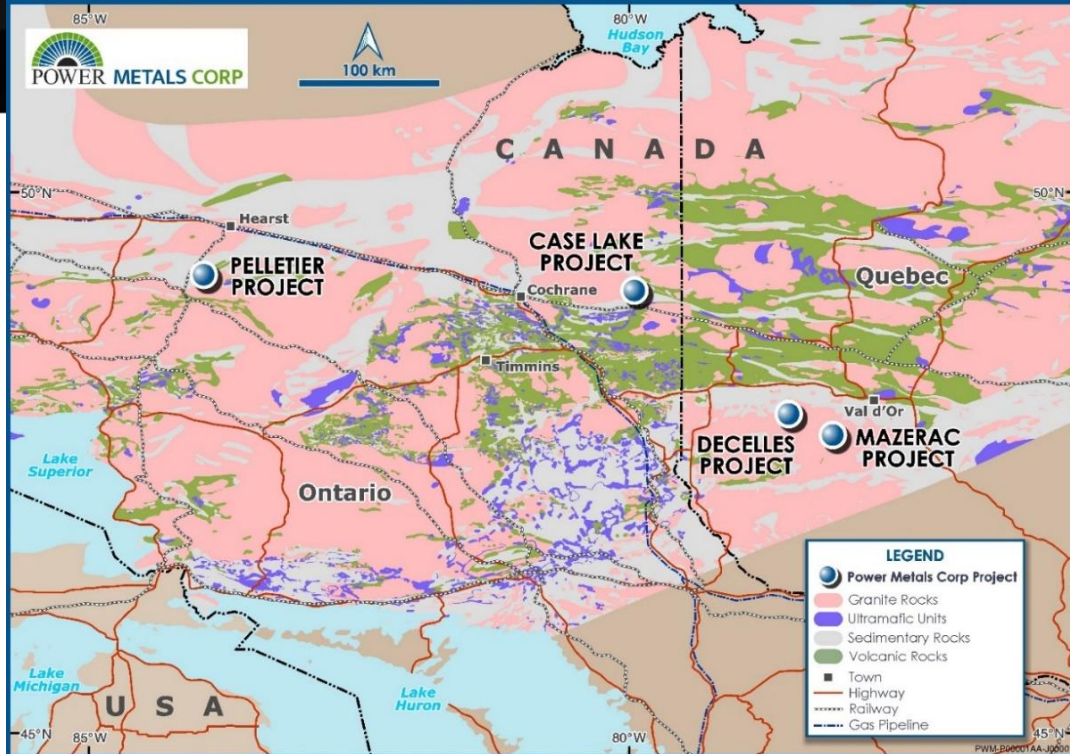 85°W
80°W
Hudson
Bay
POWER METALS CORP
100 km
CANADA
50°N
50°N
Hearst
PELLETIER
PROJECT
CASE LAKE
PROJECT
Quebec
Cochrane
Timmins
Val d'Or
DECELLES
PROJECT
MAZERAC
PROJECT
Lake
Superior
Ontario
LEGEND
Power Metals Corp Project
Granite Rocks
Ultramafic Units
Sedimentary Rocks
Volcanic Rocks
Town
Highway
Railway
Gas Pipeline
Lake
Michigan
USA
Lake
Huron
45°N
85°W
80°W
45°N